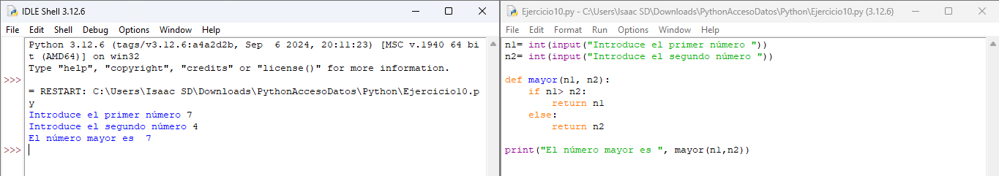 IDLE Shell 3.12.6
File Edit Shell Debug Options Window Help
Python 3.12.6 (tags/v3.12.6:a4a2d2b, Sep  6 2024, 20:11:23) [MSC v.1940 64 bi
t (AMD64)] on win32
Type "help", "copyright", "credits" or "license()" for more information.
>>>
= RESTART: C:\Users\Isaac SD\Downloads\PythonAccesoDatos\Python\Ejercicio10.p
y
Introduce el primer número 7
Introduce el segundo número 4
El número mayor es  7
>>>
Ejercicio10.py - C:\Users\Isaac SD\Downloads\PythonAccesoDatos\Python\Ejercicio10.py (3.12.6)
File Edit Format Run Options Window Help
n1= int(input("Introduce el primer número "))
n2= int(input("Introduce el segundo número "))
def mayor(n1, n2):
    if n1> n2:
        return n1
    else:
        return n2
print("El número mayor es ", mayor(n1,n2))